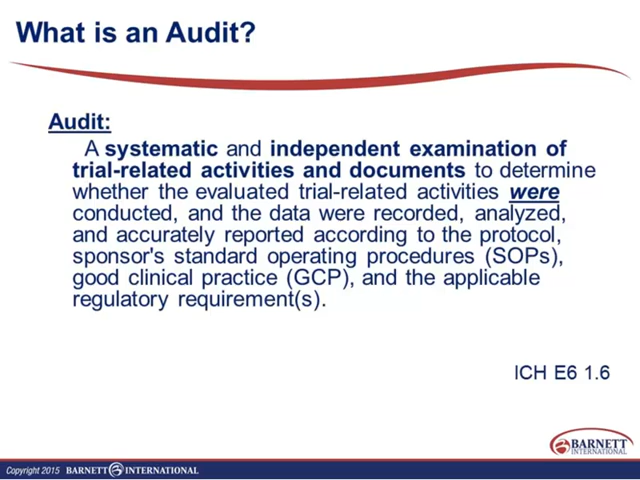 What is an Audit?
Audit:
A systematic and independent examination of
trial-related activities and documents to determine
whether the evaluated trial-related activities were
conducted, and the data were recorded, analyzed,
and accurately reported according to the protocol,
sponsor's standard operating procedures (SOPs),
good clinical practice (GCP), and the applicable
regulatory requirement(s).
ICH E6 1.6
BARNETT
INTERNATIONAL
Copyright 2015 BARNETT INTERNATIONAL